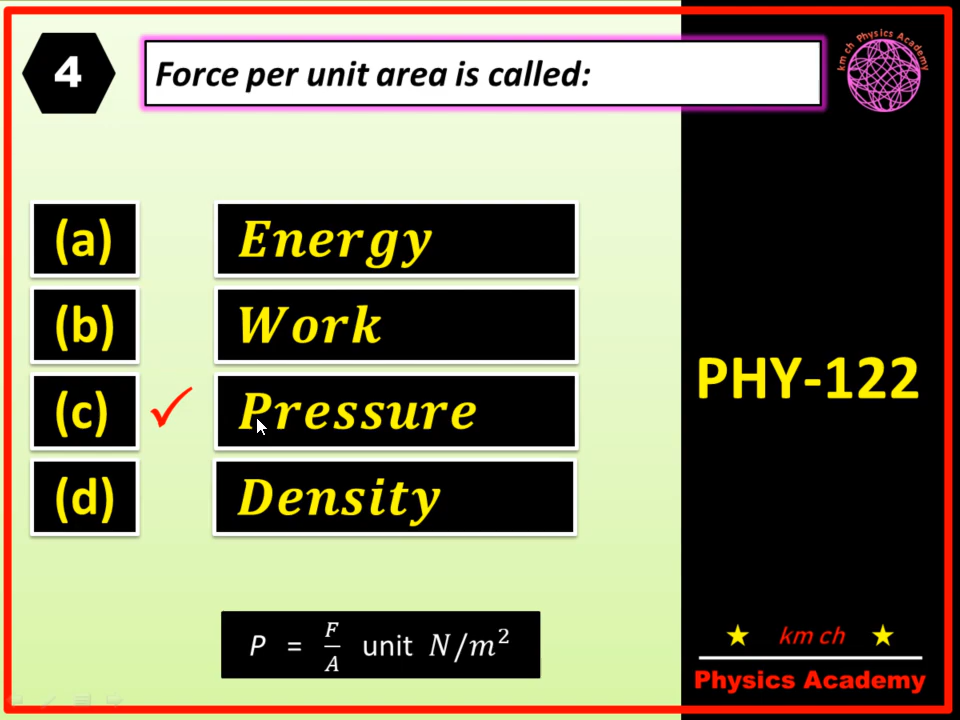 4
Force per unit area is called:
km ch Physics Academy
(a) Energy
(b) Work
(c) ✓ Pressure
(d) Density
PHY-122
P = F/A unit N/m²
★ km ch ★
Physics Academy